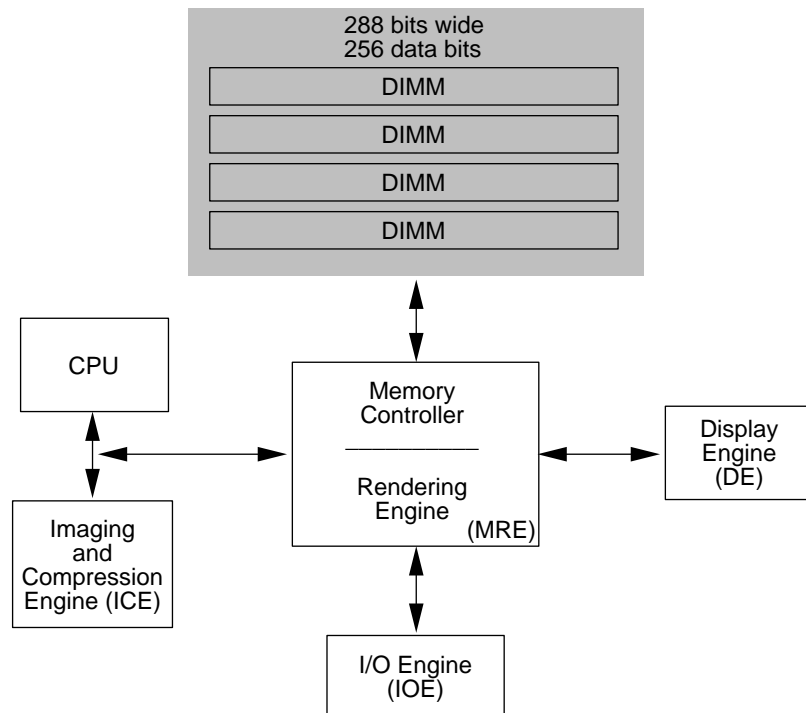 288 bits wide
256 data bits
DIMM
DIMM
DIMM
DIMM
CPU
Memory
Controller
Rendering
Engine
(MRE)
Display
Engine
(DE)
Imaging
and
Compression
Engine (ICE)
I/O Engine
(IOE)